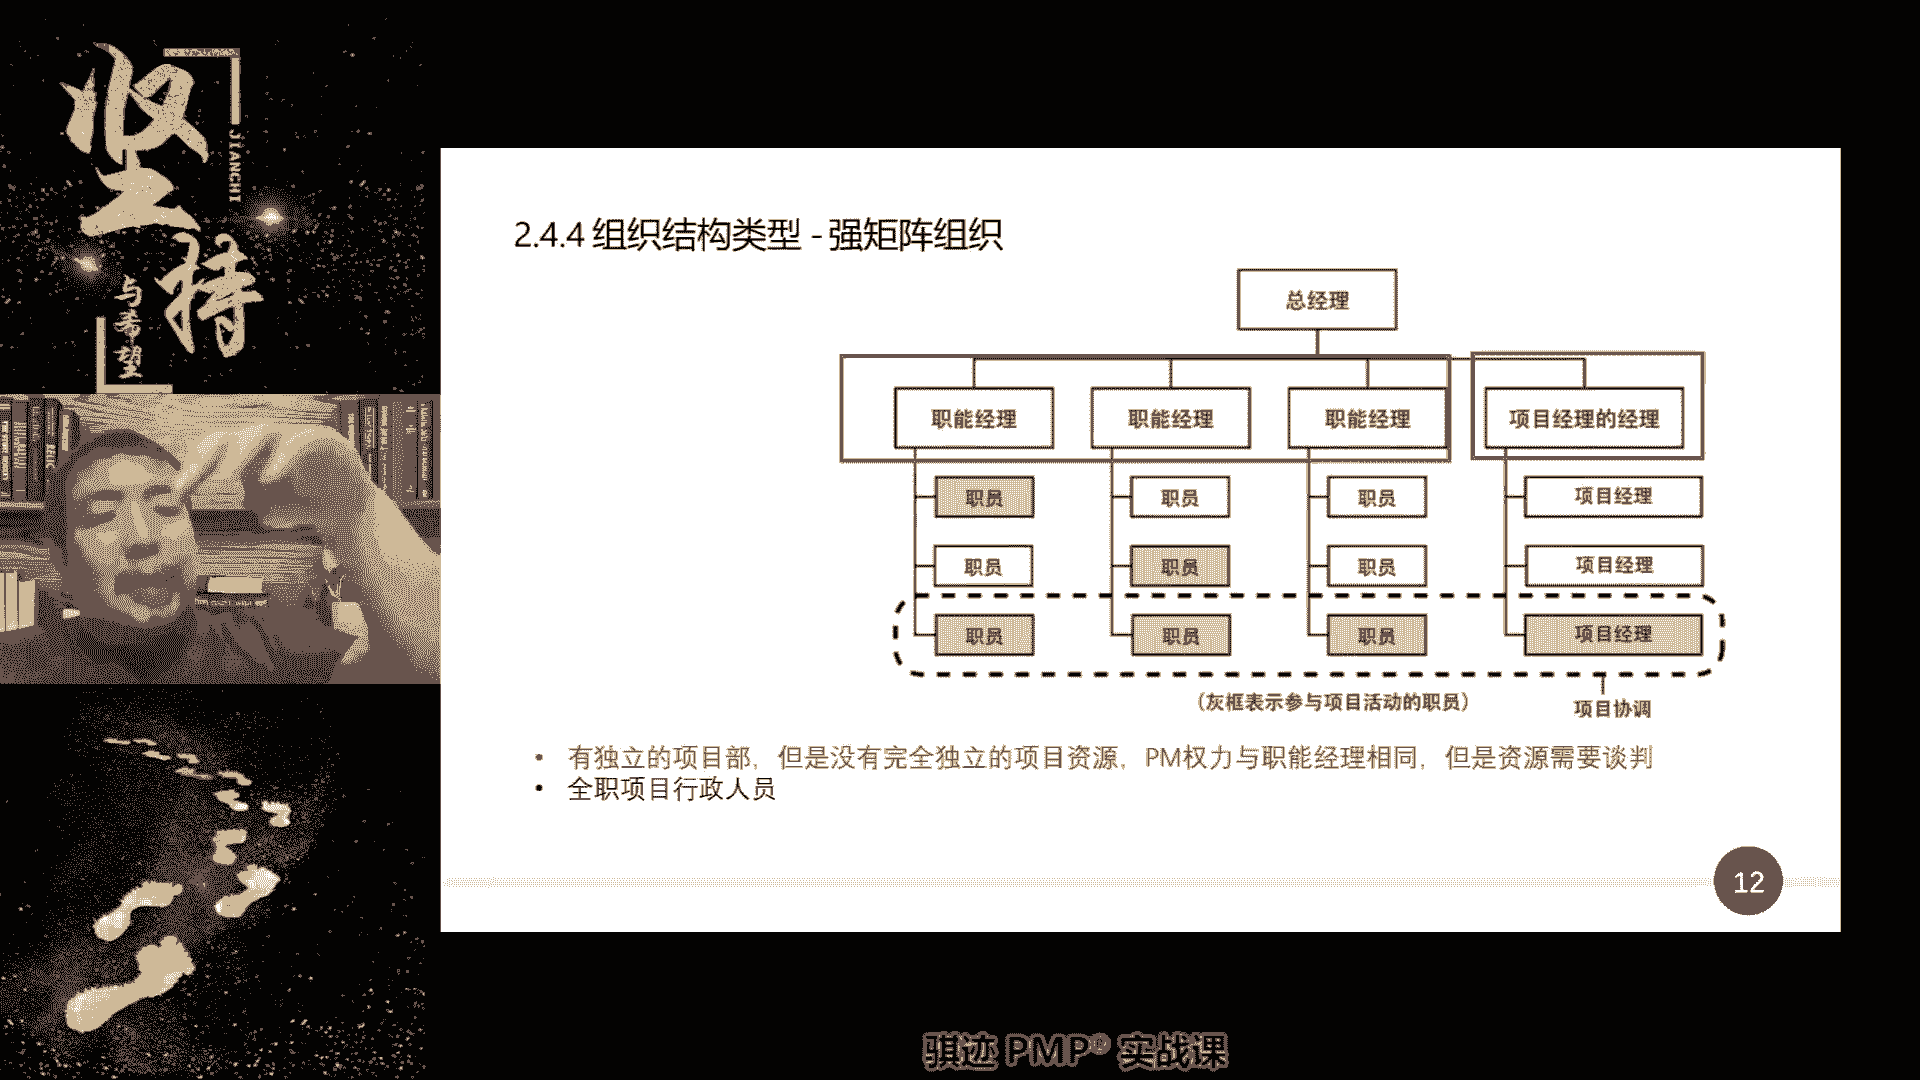 坚持
JIANCHI
与希望
2.4.4 组织结构类型 - 强矩阵组织
总经理
职能经理 职能经理 职能经理 项目经理的经理
职员 职员 职员 项目经理
职员 职员 职员 项目经理
职员 职员 职员 项目经理
(灰框表示参与项目活动的职员)
项目协调
• 有独立的项目部，但是没有完全独立的项目资源，PM权力与职能经理相同，但是资源需要谈判
• 全职项目行政人员
12
骐迹 PMP® 实战课